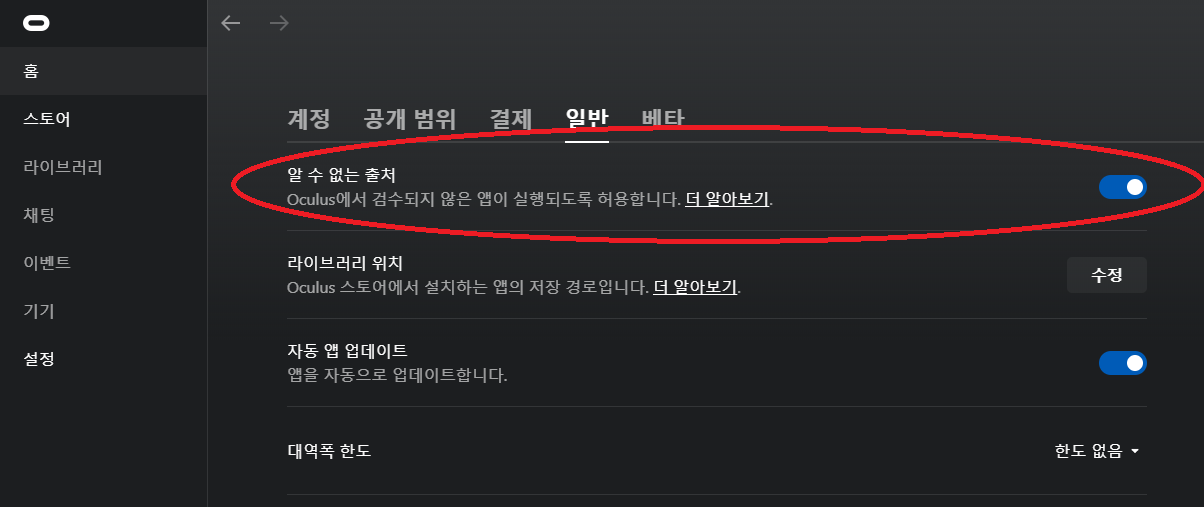 홈
스토어
라이브러리
채팅
이벤트
기기
설정
계정 공개 범위 결제 일반 베타
알 수 없는 출처
Oculus에서 검수되지 않은 앱이 실행되도록 허용합니다. 더 알아보기.
라이브러리 위치
Oculus 스토어에서 설치하는 앱의 저장 경로입니다. 더 알아보기.
수정
자동 앱 업데이트
앱을 자동으로 업데이트합니다.
대역폭 한도
한도 없음